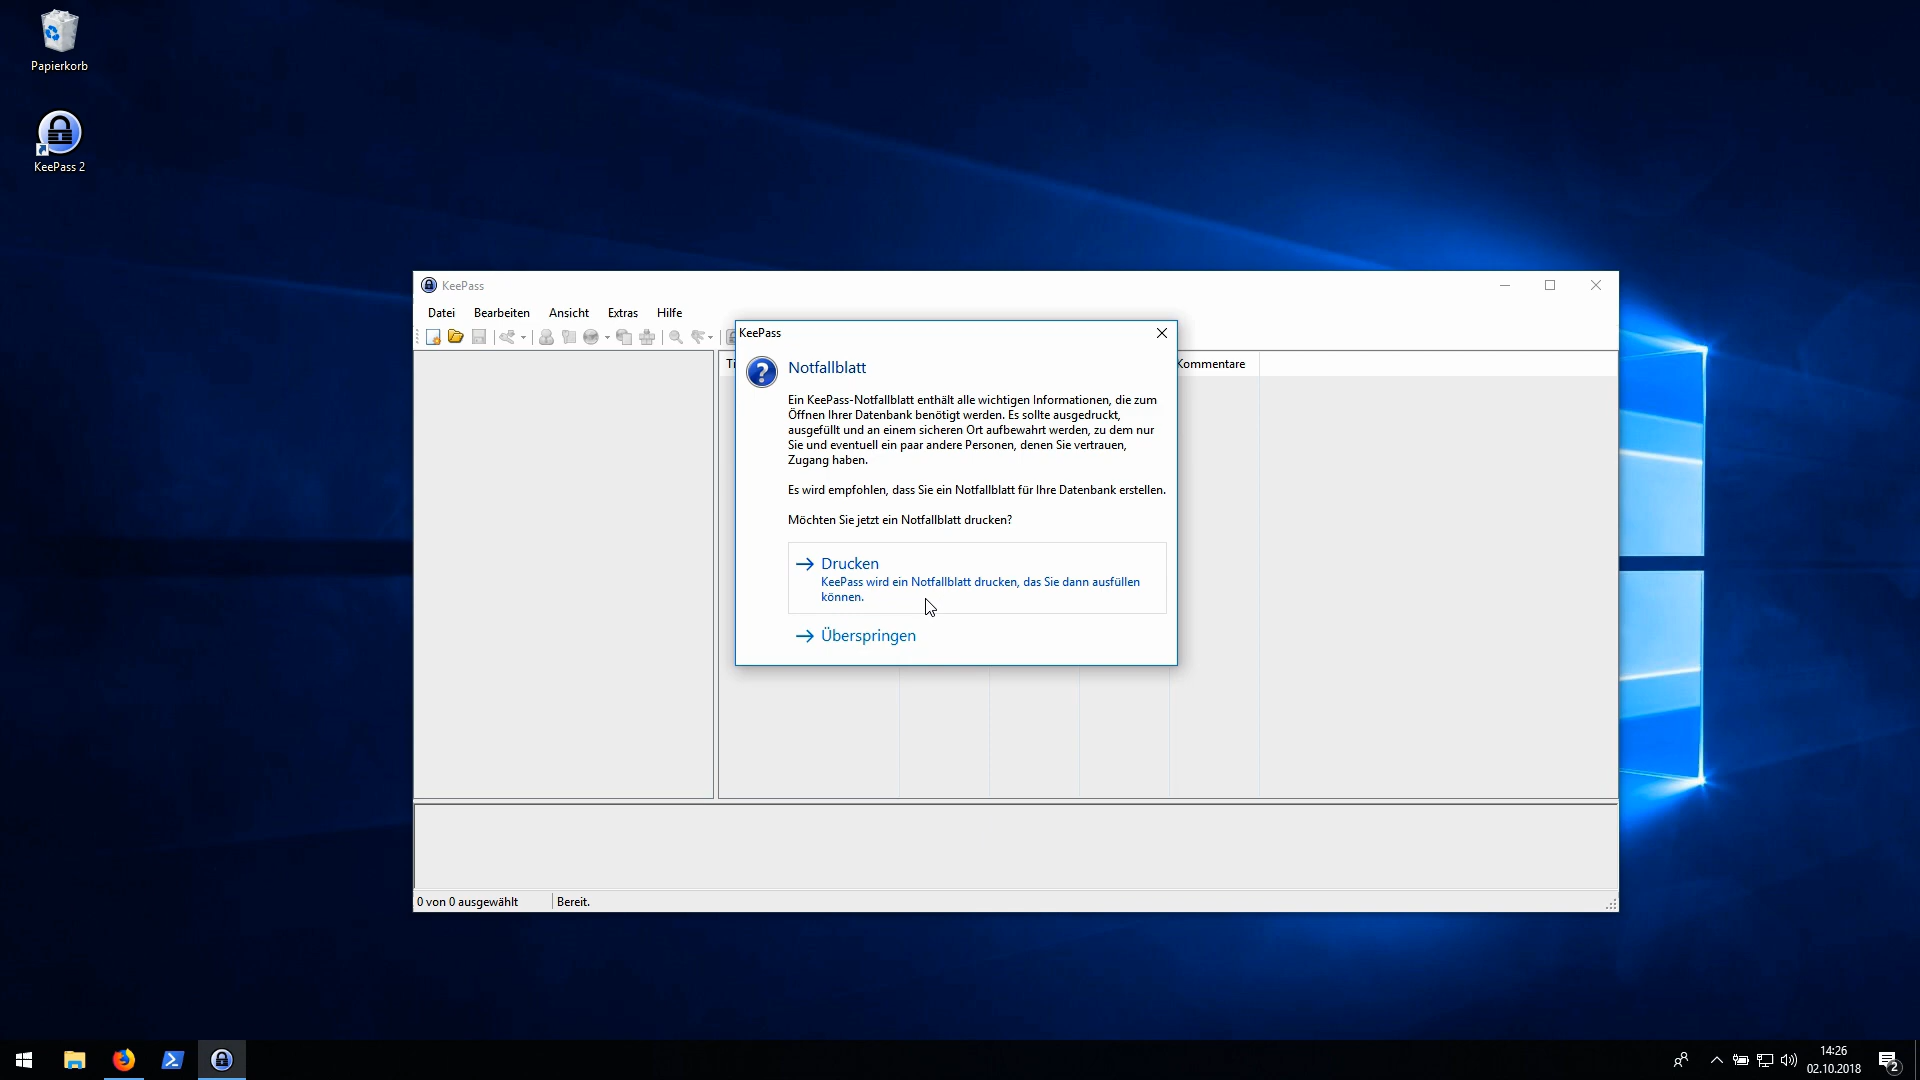 Papierkorb
KeePass 2
KeePass
Datei Bearbeiten Ansicht Extras Hilfe
KeePass
Kommentare
Notfallblatt
Ein KeePass-Notfallblatt enthält alle wichtigen Informationen, die zum
Öffnen Ihrer Datenbank benötigt werden. Es sollte ausgedruckt,
ausgefüllt und an einem sicheren Ort aufbewahrt werden, zu dem nur
Sie und eventuell ein paar andere Personen, denen Sie vertrauen,
Zugang haben.
Es wird empfohlen, dass Sie ein Notfallblatt für Ihre Datenbank erstellen.
Möchten Sie jetzt ein Notfallblatt drucken?
Drucken
KeePass wird ein Notfallblatt drucken, das Sie dann ausfüllen
können.
Überspringen
0 von 0 ausgewählt Bereit.
14:26
02.10.2018
2